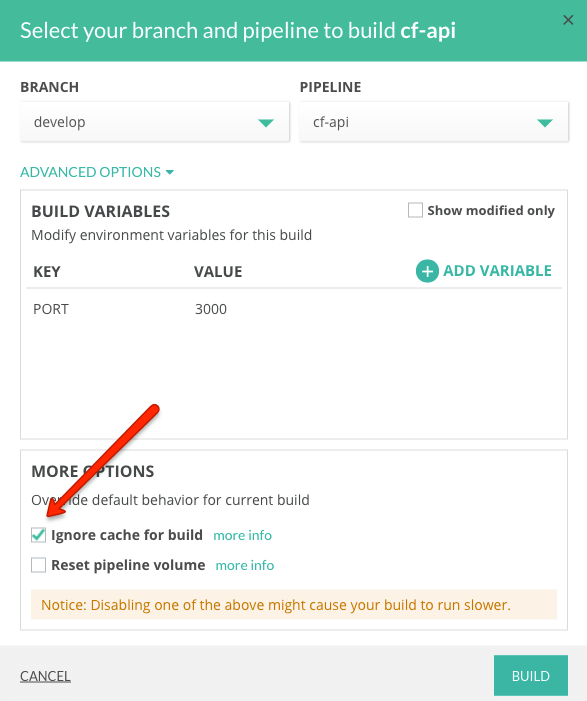 Select your branch and pipeline to build cf-api
BRANCH PIPELINE
develop cf-api
ADVANCED OPTIONS
BUILD VARIABLES Show modified only
Modify environment variables for this build
KEY VALUE ADD VARIABLE
PORT 3000
MORE OPTIONS
Override default behavior for current build
Ignore cache for build more info
Reset pipeline volume more info
Notice: Disabling one of the above might cause your build to run slower.
CANCEL BUILD